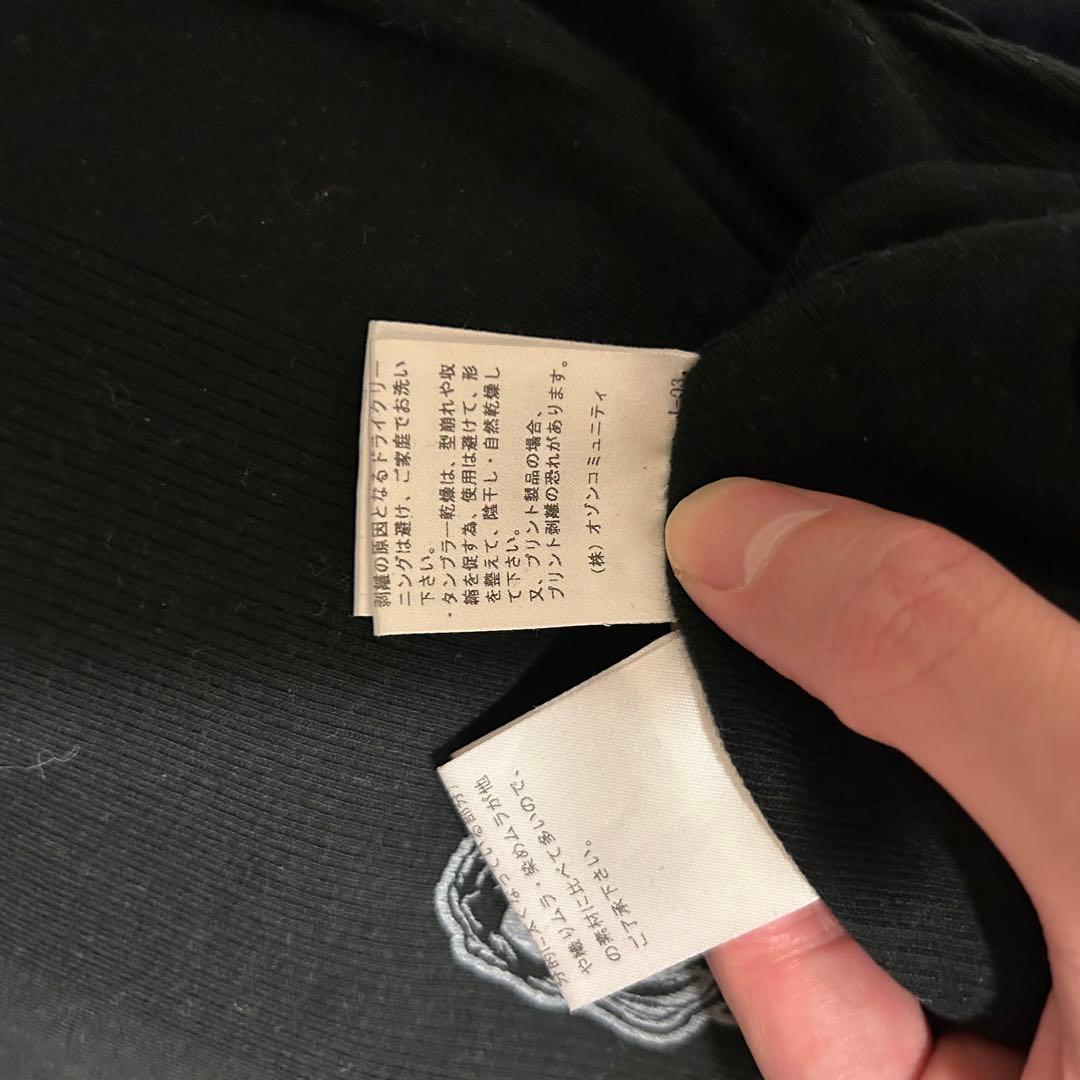 剥離の原因となるドライクリー
ニングは避け、ご家庭でお洗い
下さい。
・タンブラー乾燥は、型崩れや収
縮を促す為、使用は避けて、形
を整えて、陰干し・自然乾燥し
て下さい。
又、プリント製品の場合、
プリント剥離の恐れがあります。
(株)オゾンコミュニティ
J-03
や織りムラ・染めムラが他
の素材に比べて多いので、
ご了承下さい。